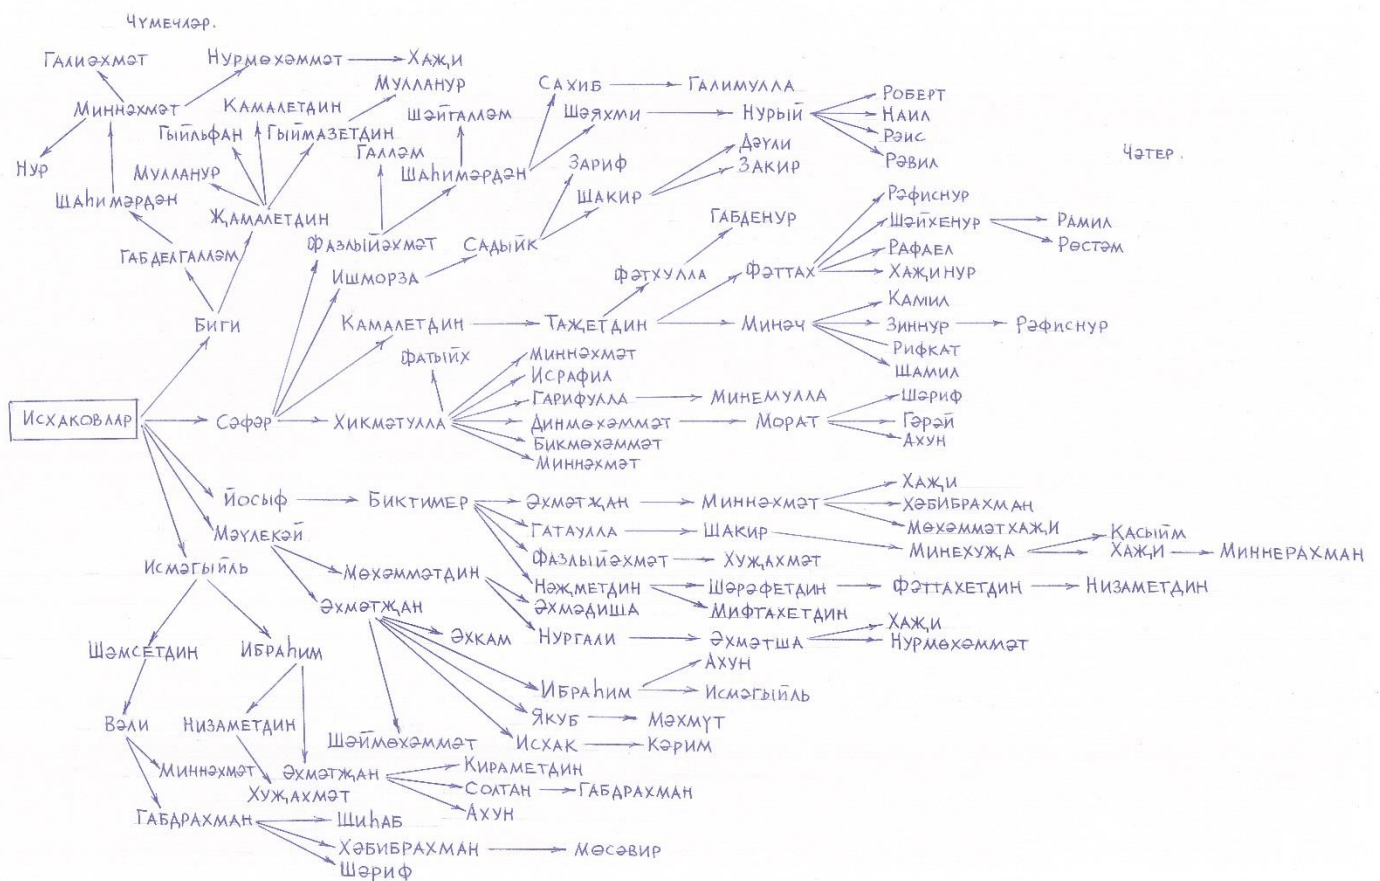 Чүмечләр.
Галиәхмәт Нурмөхәммәт Хаҗи
Мулланур Сахиб Галимулла
Миннәхмәт Камалетдин Шәйгалләм Шәяхми Нурый Роберт
Наил
Гыйльфан Гыймазетдин Рәис
Нур Мулланур Галләм Зариф Дәүли Рәвил Чәтер.
Шаһимәрдән Закир
Шаһимәрдән Җамалетдин Шакир Рәфиснур
Габденур Шәйхенур Рамил
Габделгалләм Фазлыйәхмәт Садыйк Рафаел Рөстәм
Ишморза Фәтхулла Фәттах Хаҗинур
Биги Камалетдин Таҗетдин Минәч Камил
Зиннур Рәфиснур
Рифкат
Фатыйх Миннәхмәт Шамил
Исрафил
Гарифулла Минемулла Шәриф
Исхаковлар Сәфәр Хикмәтулла Динмөхәммәт Морат Гәрәй
Бикмөхәммәт Ахун
Миннәхмәт
Йосыф Биктимер Әхмәтҗан Миннәхмәт Хаҗи
Хәбибрахман
Мәүлекәй Гатаулла Шакир Мөхәммәтхаҗи
Минехуҗа Касыйм
Хаҗи Миннерахман
Исмәгыйль Фазлыйәхмәт Хуҗахмәт
Мөхәммәтдин Нәҗметдин Шәрәфетдин Фәттахетдин Низаметдин
Әхмәтҗан Әхмәдиша Мифтахетдин
Шәмсетдин Ибраһим Әхкам Нургали Әхмәтша Хаҗи
Нурмөхәммәт
Ибраһим Ахун
Исмәгыйль
Вәли Низаметдин Якуб Мәхмүт
Шәймөхәммәт Исхак Кәрим
Миннәхмәт Әхмәтҗан Кираметдин
Хуҗахмәт Солтан Габдрахман
Габдрахман Шиһаб Ахун
Хәбибрахман Мөсәвир
Шәриф